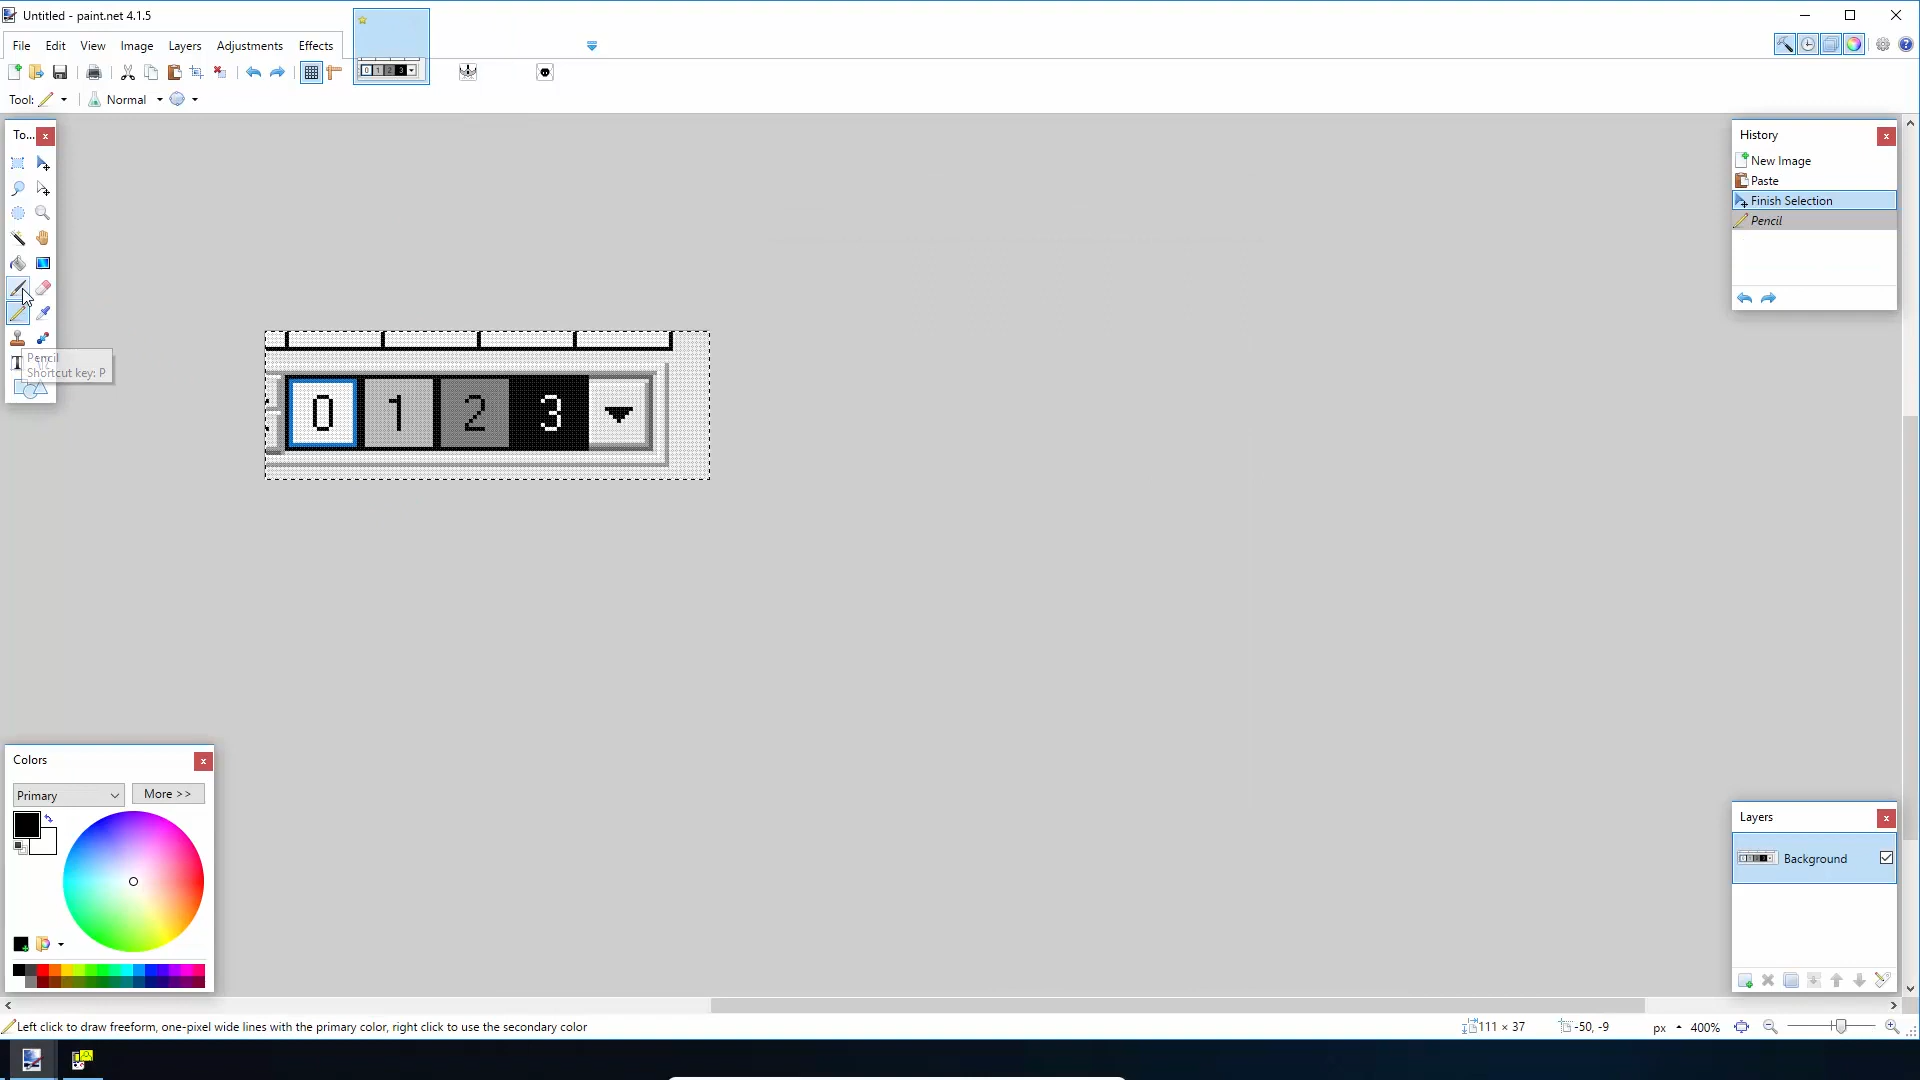 Untitled - paint.net 4.1.5
File Edit View Image Layers Adjustments Effects
Tool: Normal
To...
History
New Image
Paste
Finish Selection
Pencil
Pencil
Shortcut key: P
0 1 2 3
Colors
Primary
More >>
Layers
Background
Left click to draw freeform, one-pixel wide lines with the primary color, right click to use the secondary color
111 × 37
-50, -9
px
400%